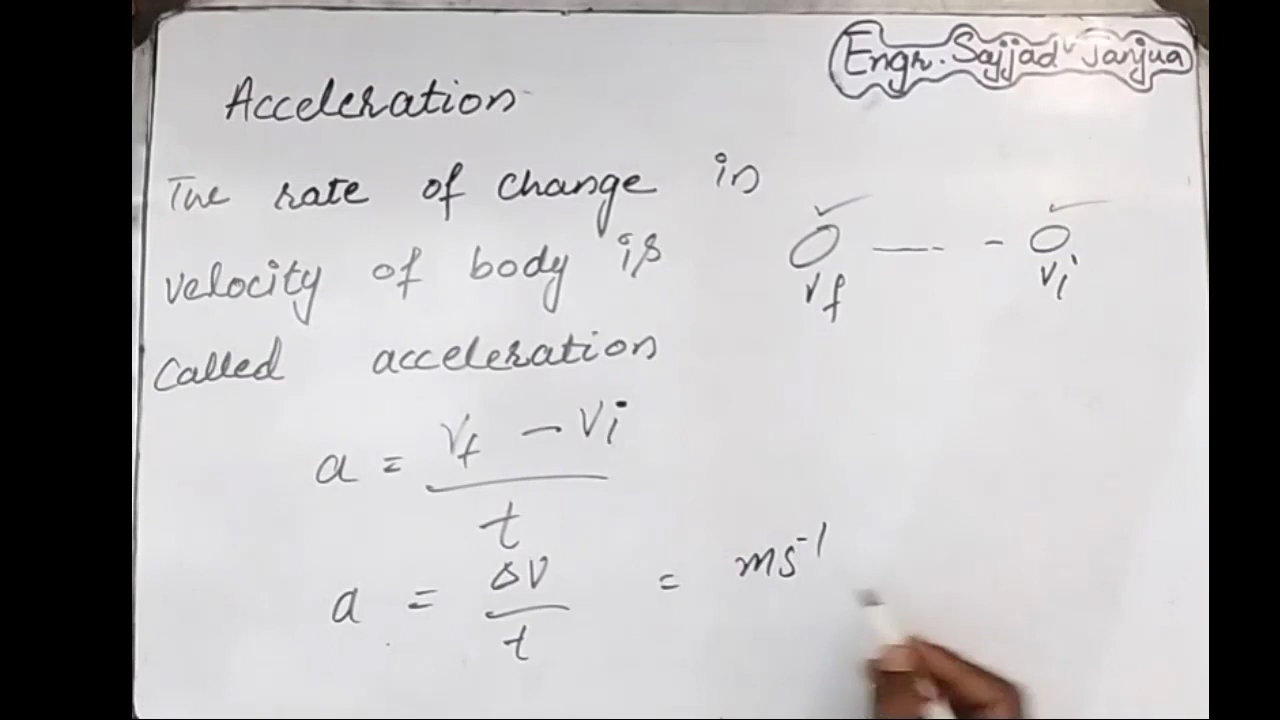 Engr. Sajjad Janjua
Acceleration
The rate of change in
velocity of body is
called acceleration
Vf Vi
a = Vf - Vi / t
a = ΔV / t = ms⁻¹